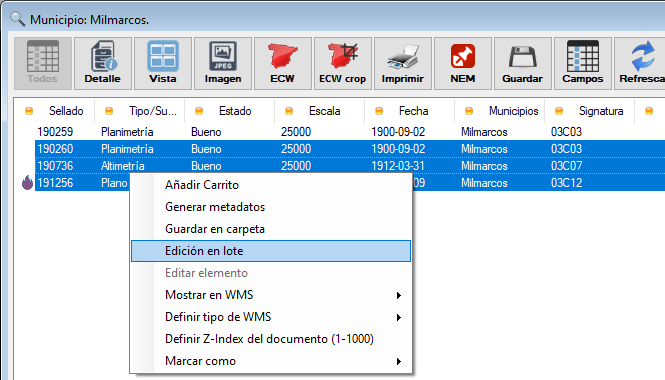 Municipio: Milmarcos.
Todos Detalle Vista Imagen ECW ECW crop Imprimir NEM Guardar Campos Refresca
JPEG
Sellado Tipo/Su... Estado Escala Fecha Municipios Signatura
190259 Planimetría Bueno 25000 1900-09-02 Milmarcos 03C03
190260 Planimetría Bueno 25000 1900-09-02 Milmarcos 03C03
190736 Altimetría Bueno 25000 1912-03-31 Milmarcos 03C07
191256 Plano 09 Milmarcos 03C12
Añadir Carrito
Generar metadatos
Guardar en carpeta
Edición en lote
Editar elemento
Mostrar en WMS
Definir tipo de WMS
Definir Z-Index del documento (1-1000)
Marcar como